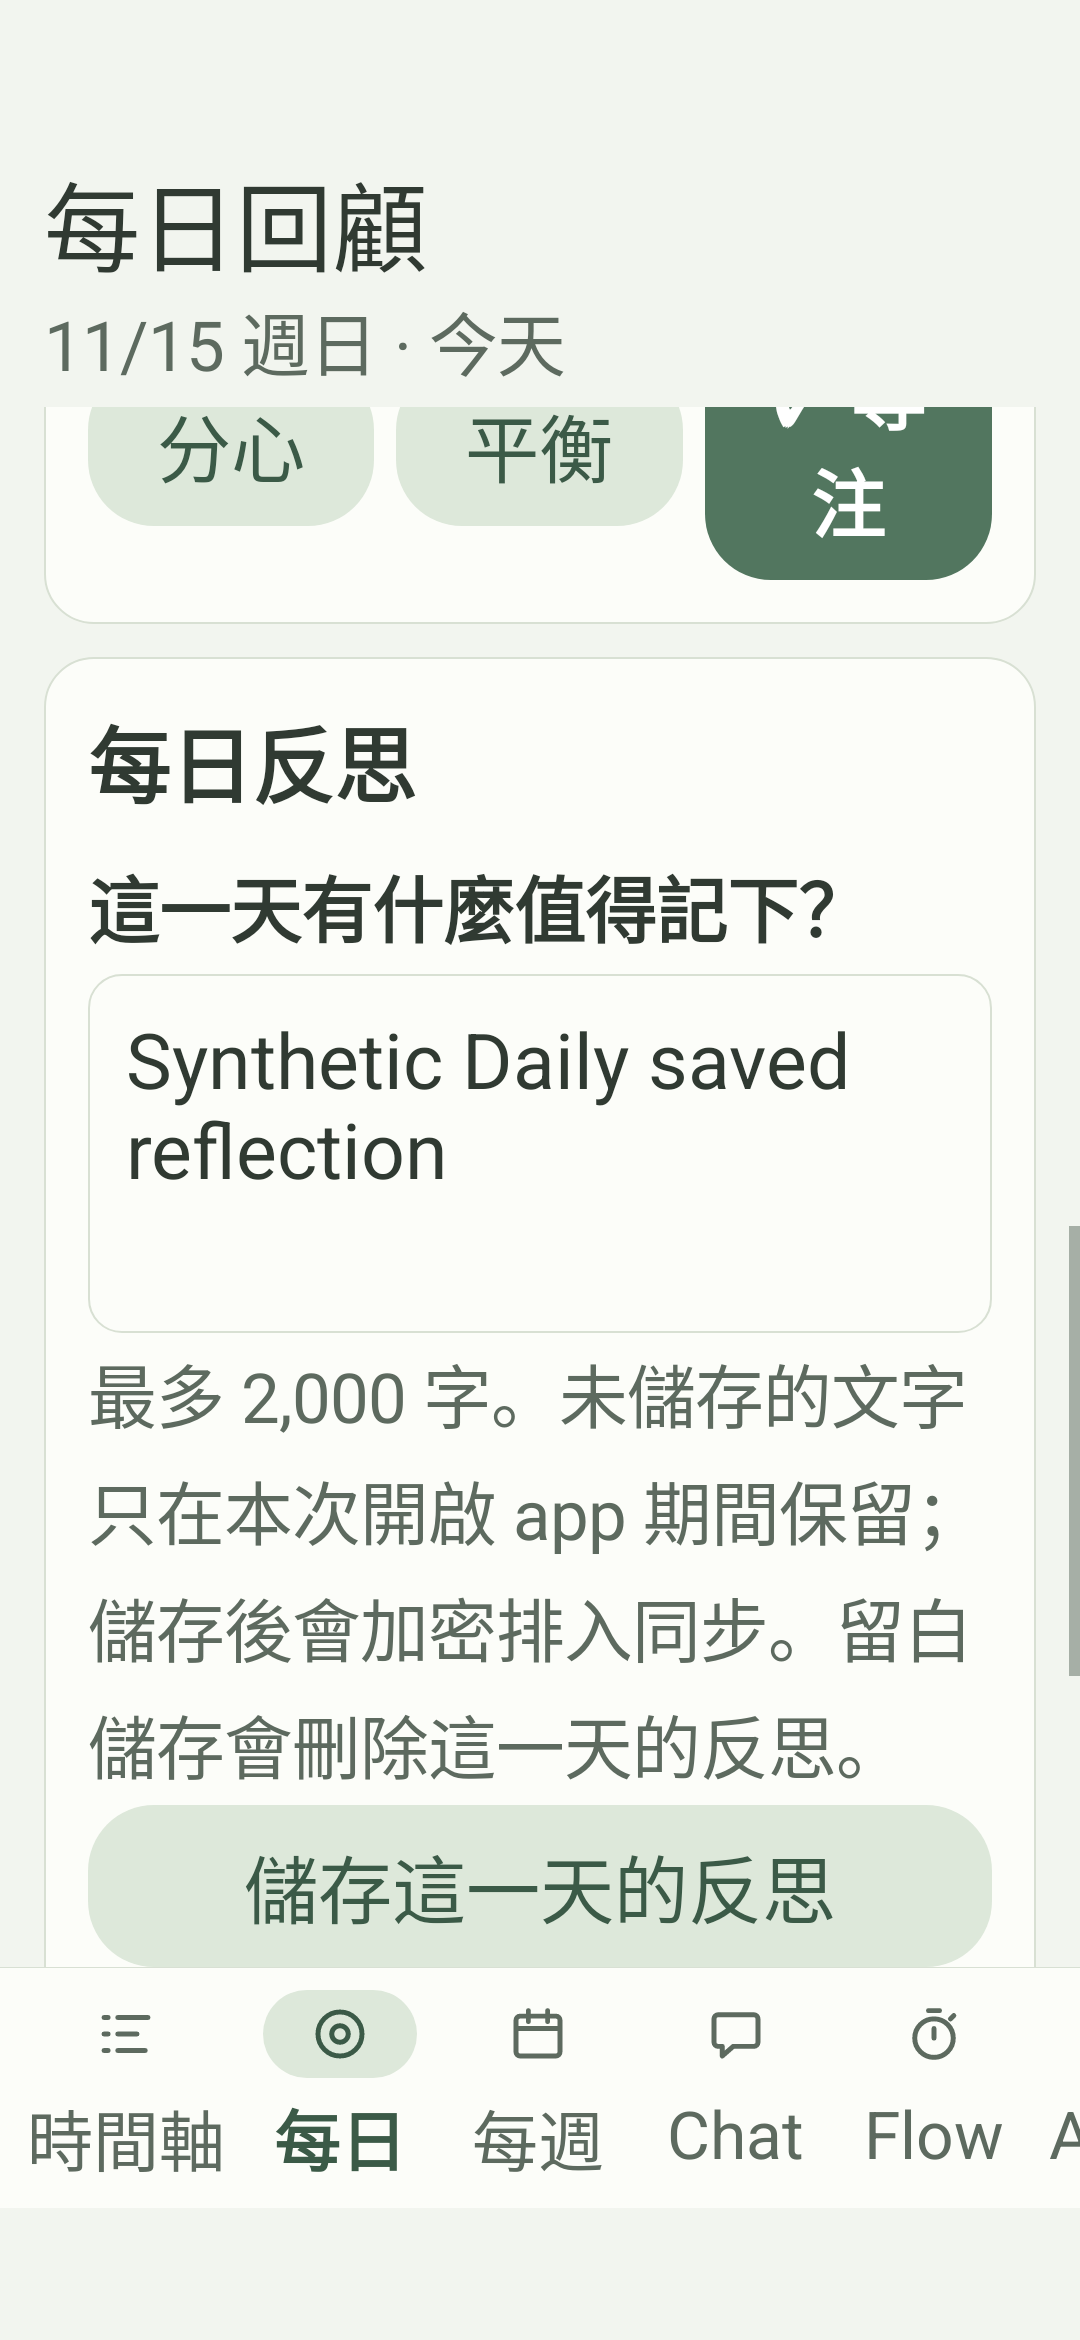 每日回顧
11/15 週日 · 今天
分心
平衡
✓ 專
注
每日反思
這一天有什麼值得記下？
Synthetic Daily saved
reflection
最多 2,000 字。未儲存的文字
只在本次開啟 app 期間保留；
儲存後會加密排入同步。留白
儲存會刪除這一天的反思。
儲存這一天的反思
時間軸
每日
每週
Chat
Flow